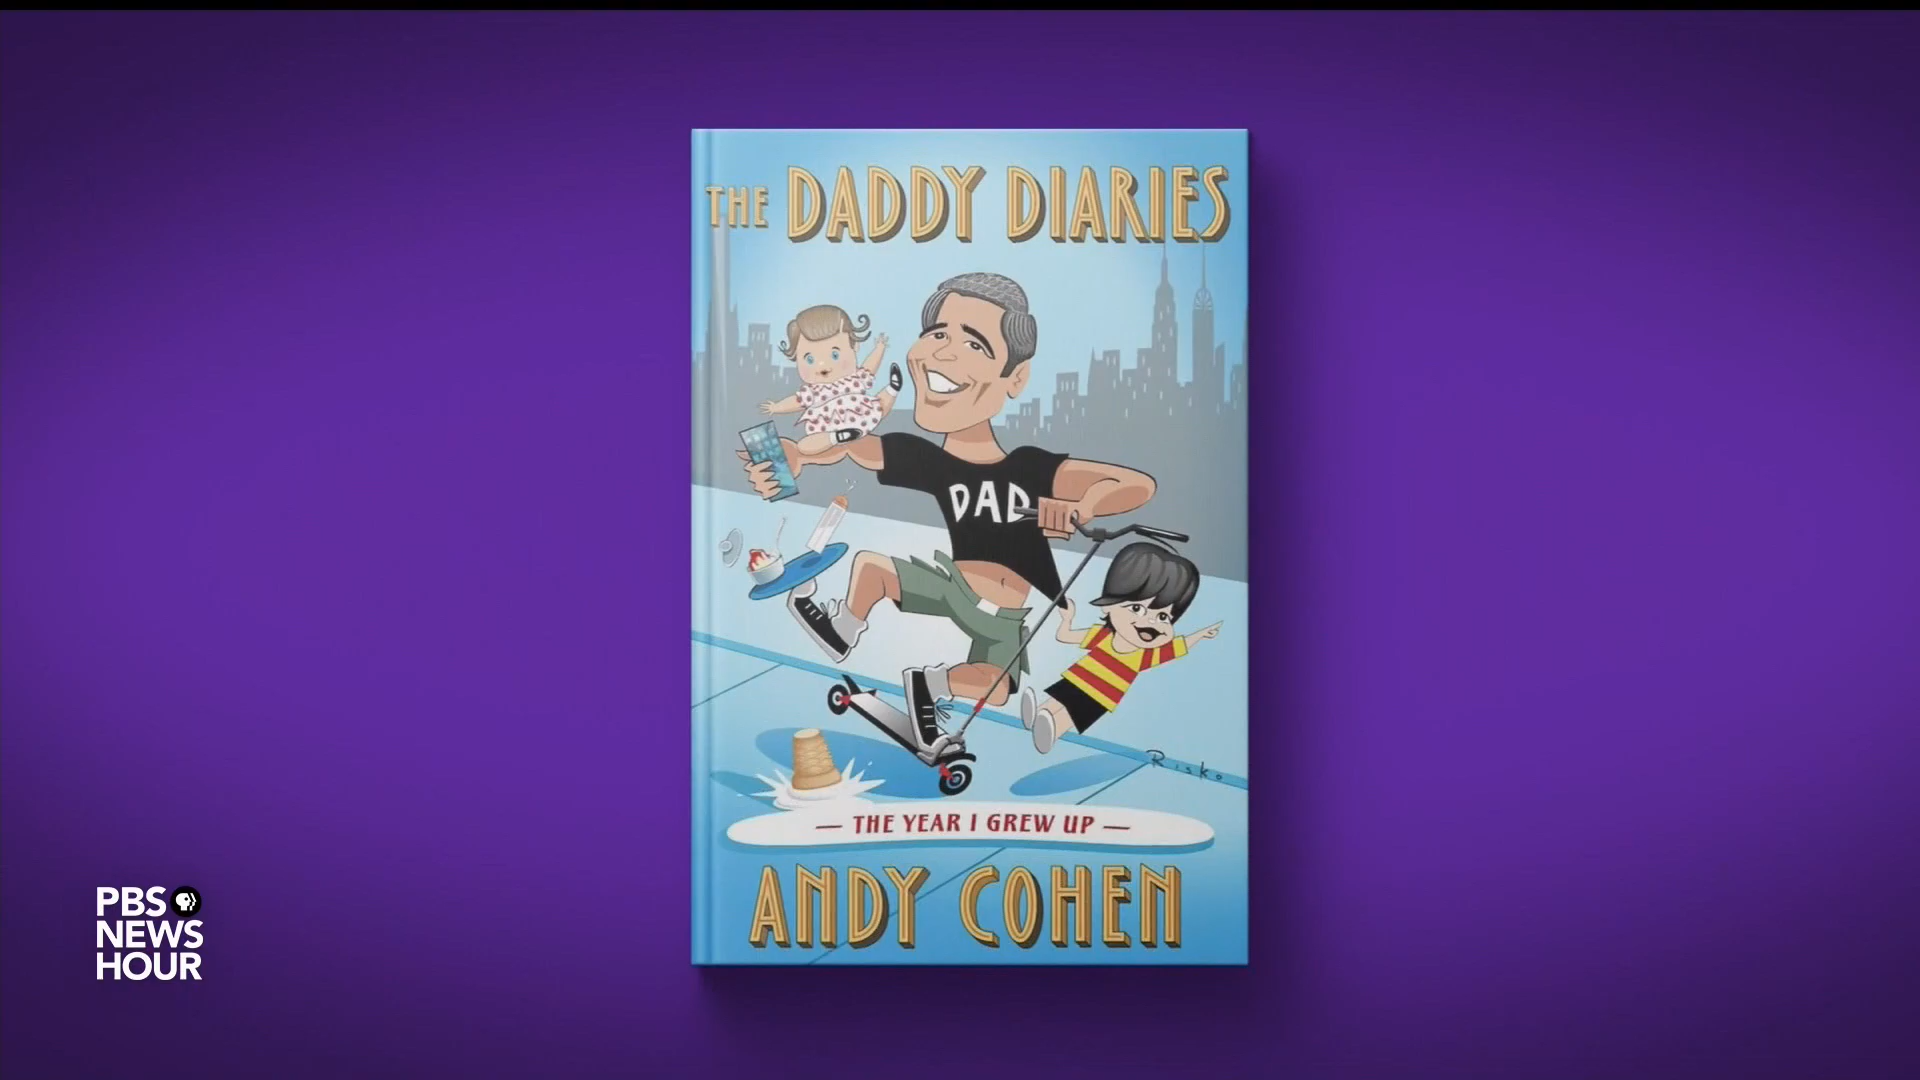 THE DADDY DIARIES
DAD
Risko
— THE YEAR I GREW UP —
ANDY COHEN
PBS
NEWS
HOUR